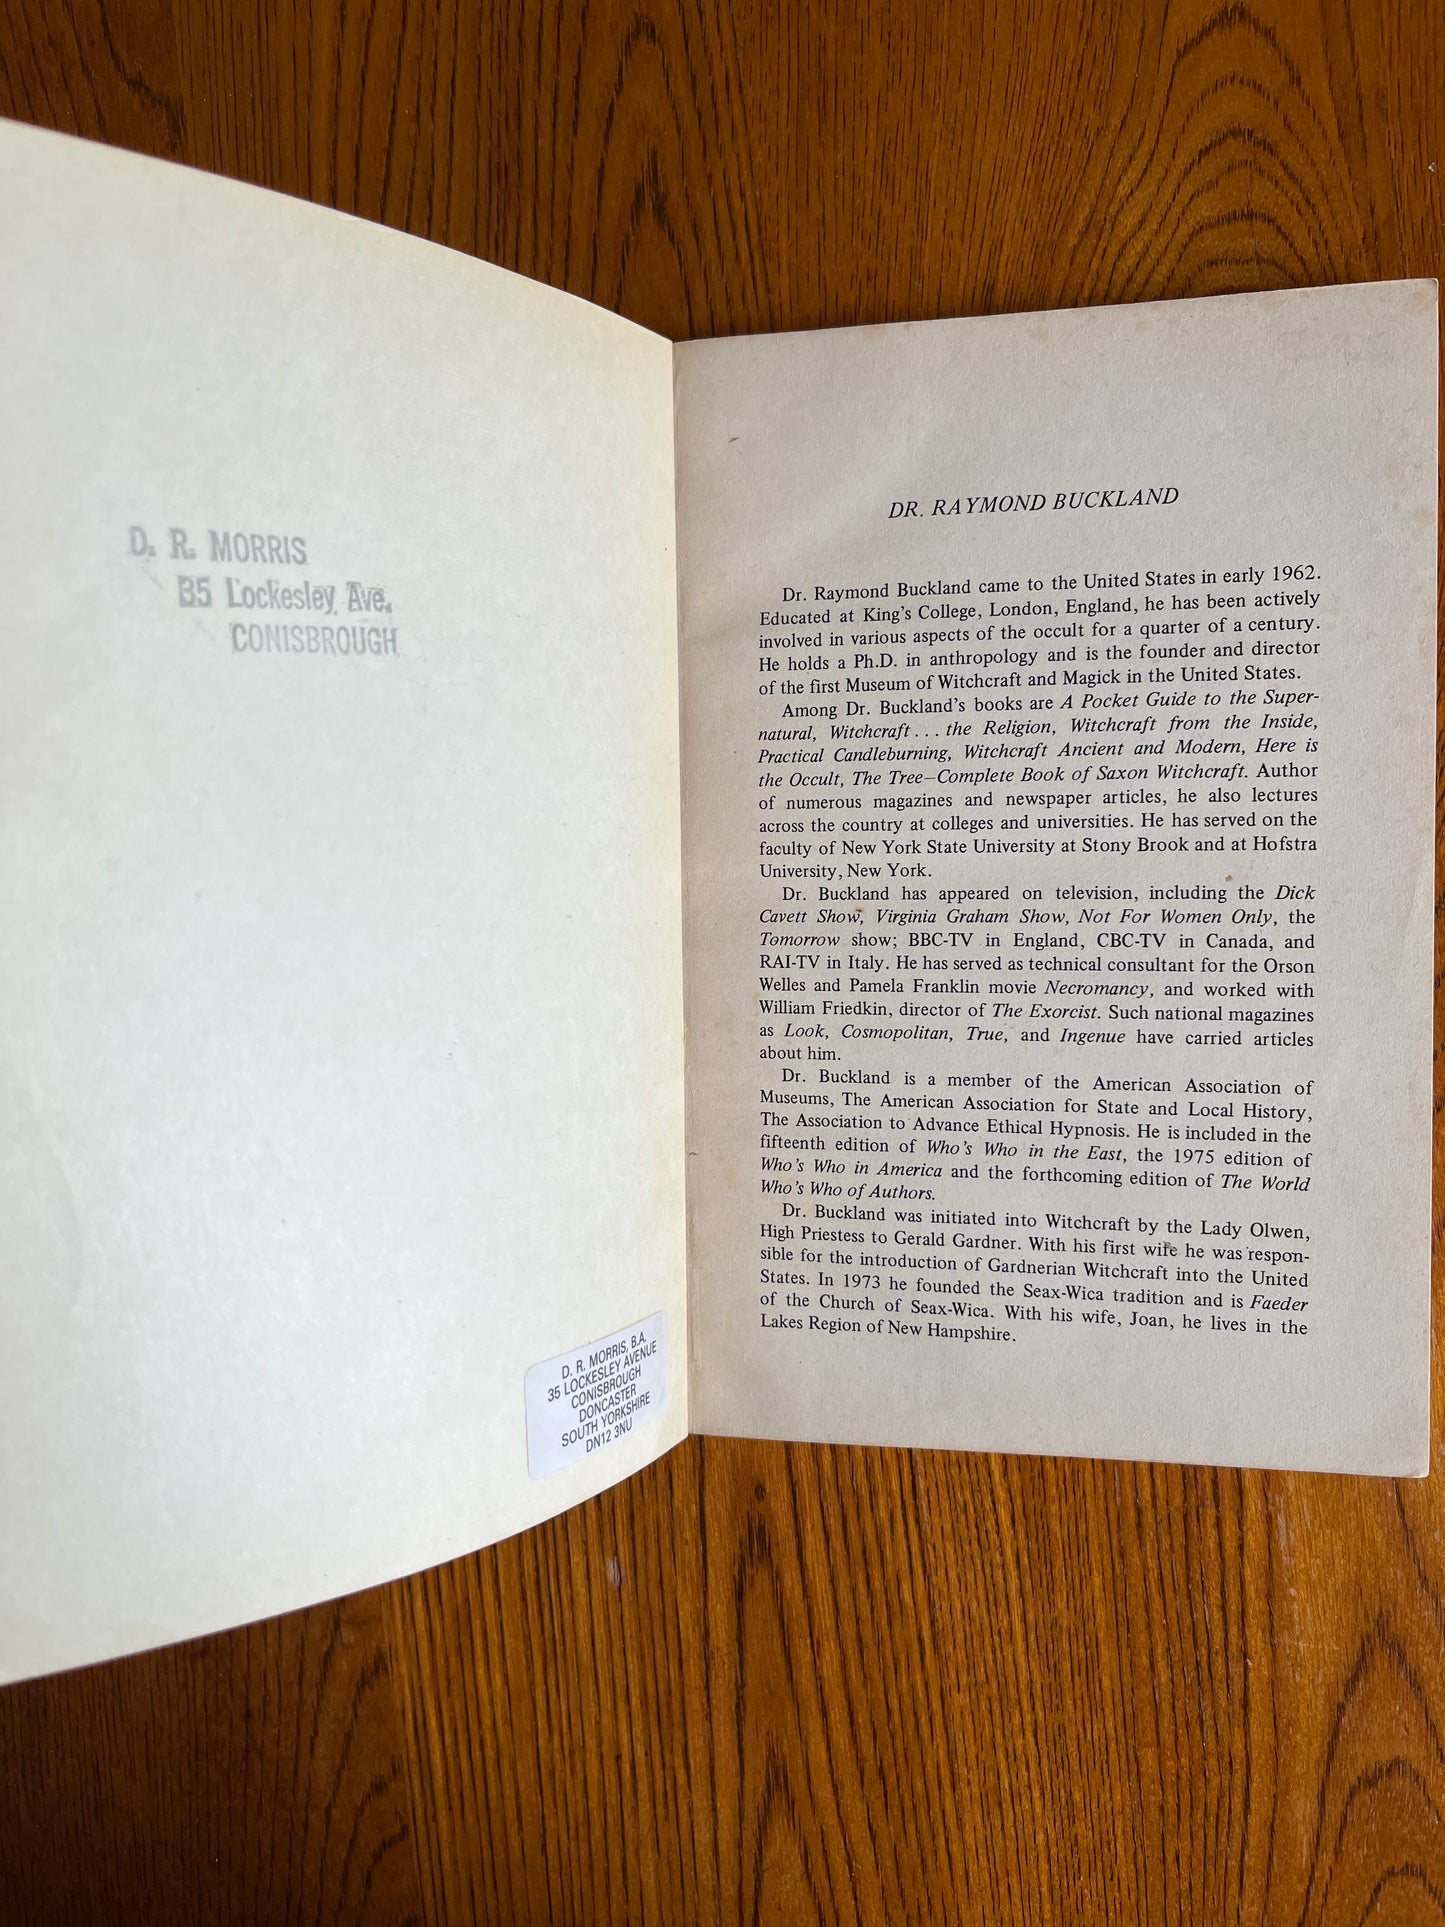 D. R. MORRIS
35 Lockesley Ave.
CONISBROUGH
D. R. MORRIS, B.A.
35 LOCKESLEY AVENUE
CONISBROUGH
DONCASTER
SOUTH YORKSHIRE
DN12 3NU
DR. RAYMOND BUCKLAND
Dr. Raymond Buckland came to the United States in early 1962.
Educated at King's College, London, England, he has been actively
involved in various aspects of the occult for a quarter of a century.
He holds a Ph.D. in anthropology and is the founder and director
of the first Museum of Witchcraft and Magick in the United States.
Among Dr. Buckland's books are A Pocket Guide to the Super-
natural, Witchcraft . . . the Religion, Witchcraft from the Inside,
Practical Candleburning, Witchcraft Ancient and Modern, Here is
the Occult, The Tree—Complete Book of Saxon Witchcraft. Author
of numerous magazines and newspaper articles, he also lectures
across the country at colleges and universities. He has served on the
faculty of New York State University at Stony Brook and at Hofstra
University, New York.
Dr. Buckland has appeared on television, including the Dick
Cavett Show, Virginia Graham Show, Not For Women Only, the
Tomorrow show; BBC-TV in England, CBC-TV in Canada, and
RAI-TV in Italy. He has served as technical consultant for the Orson
Welles and Pamela Franklin movie Necromancy, and worked with
William Friedkin, director of The Exorcist. Such national magazines
as Look, Cosmopolitan, True, and Ingenue have carried articles
about him.
Dr. Buckland is a member of the American Association of
Museums, The American Association for State and Local History,
The Association to Advance Ethical Hypnosis. He is included in the
fifteenth edition of Who's Who in the East, the 1975 edition of
Who's Who in America and the forthcoming edition of The World
Who's Who of Authors.
Dr. Buckland was initiated into Witchcraft by the Lady Olwen,
High Priestess to Gerald Gardner. With his first wife he was respon-
sible for the introduction of Gardnerian Witchcraft into the United
States. In 1973 he founded the Seax-Wica tradition and is Faeder
of the Church of Seax-Wica. With his wife, Joan, he lives in the
Lakes Region of New Hampshire.